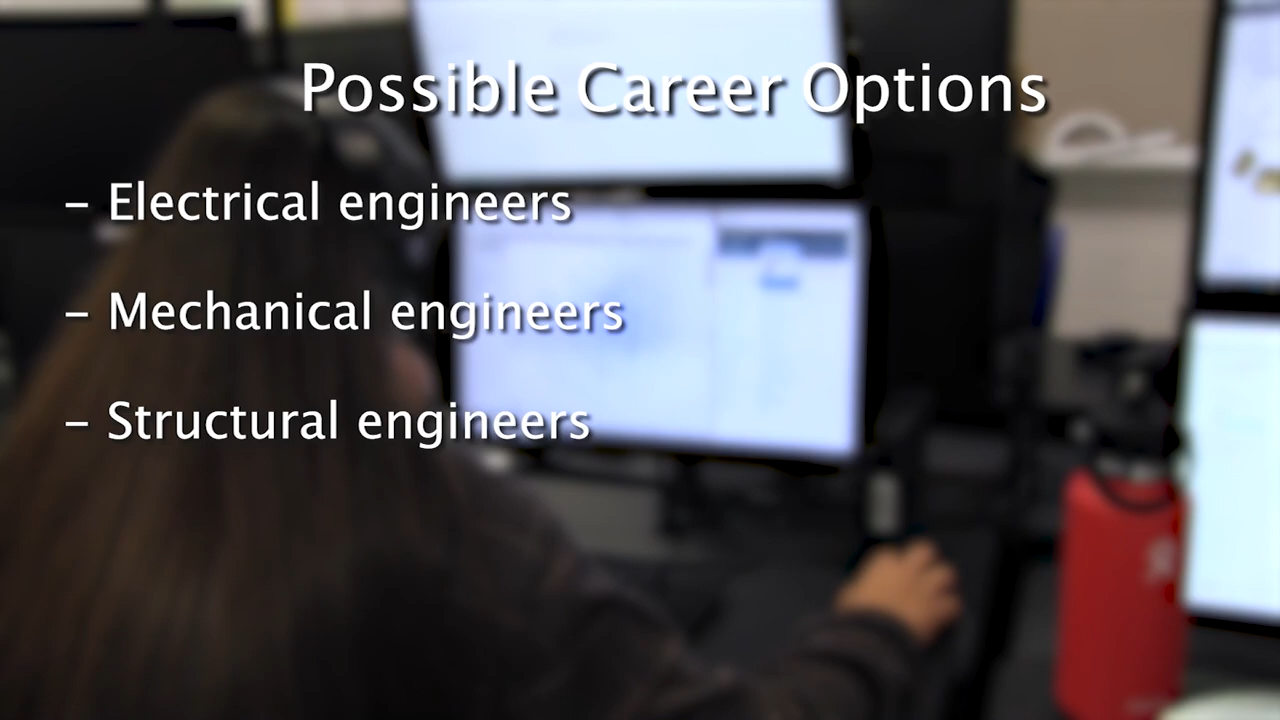 Possible Career Options
– Electrical engineers
– Mechanical engineers
– Structural engineers